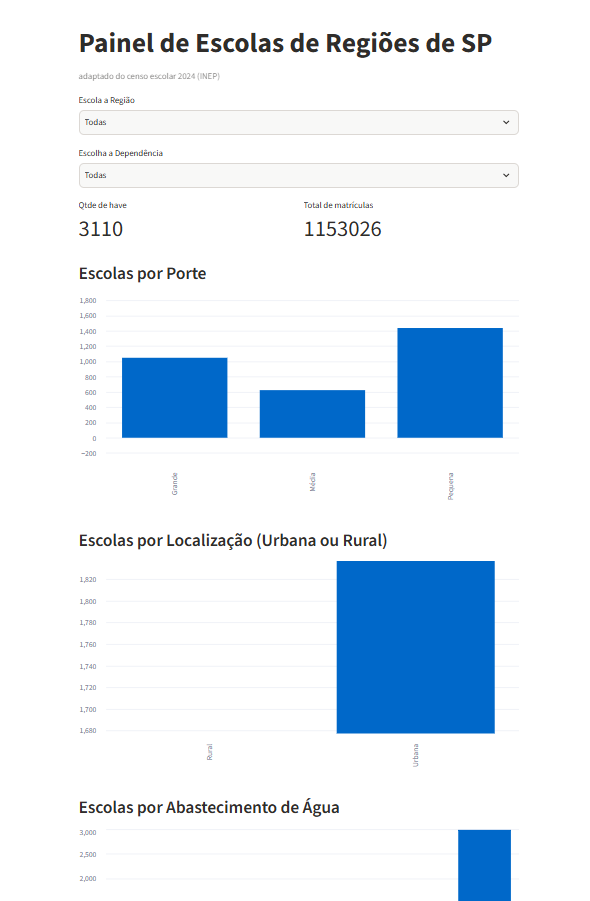 Painel de Escolas de Regiões de SP
adaptado do censo escolar 2024 (INEP)
Escola a Região
Todas
Escolha a Dependência
Todas
Qtde de have
Total de matrículas
3110
1153026
Escolas por Porte
1,800
1,600
1,400
1,200
1,000
800
600
400
200
0
−200
Grande
Média
Pequena
Escolas por Localização (Urbana ou Rural)
1,820
1,800
1,780
1,760
1,740
1,720
1,700
1,680
Rural
Urbana
Escolas por Abastecimento de Água
3,000
2,500
2,000